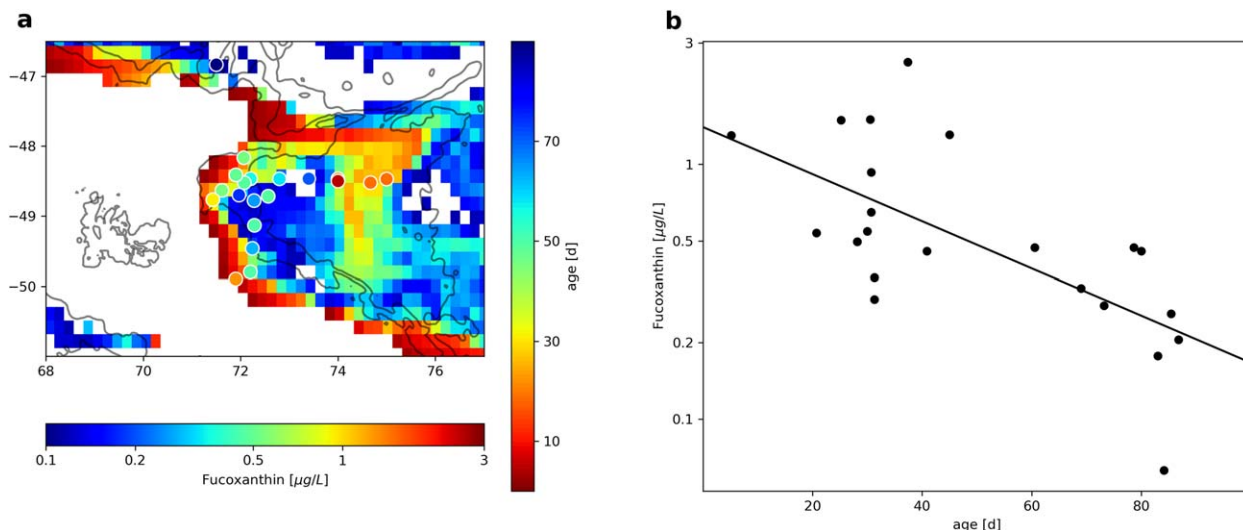 a
−47
−48
−49
−50
68 70 72 74 76
70
50
30
10
age [d]
0.1 0.2 0.5 1 3
Fucoxanthin [μg/L]
b
3
1
0.5
0.2
0.1
Fucoxanthin [μg/L]
20 40 60 80
age [d]